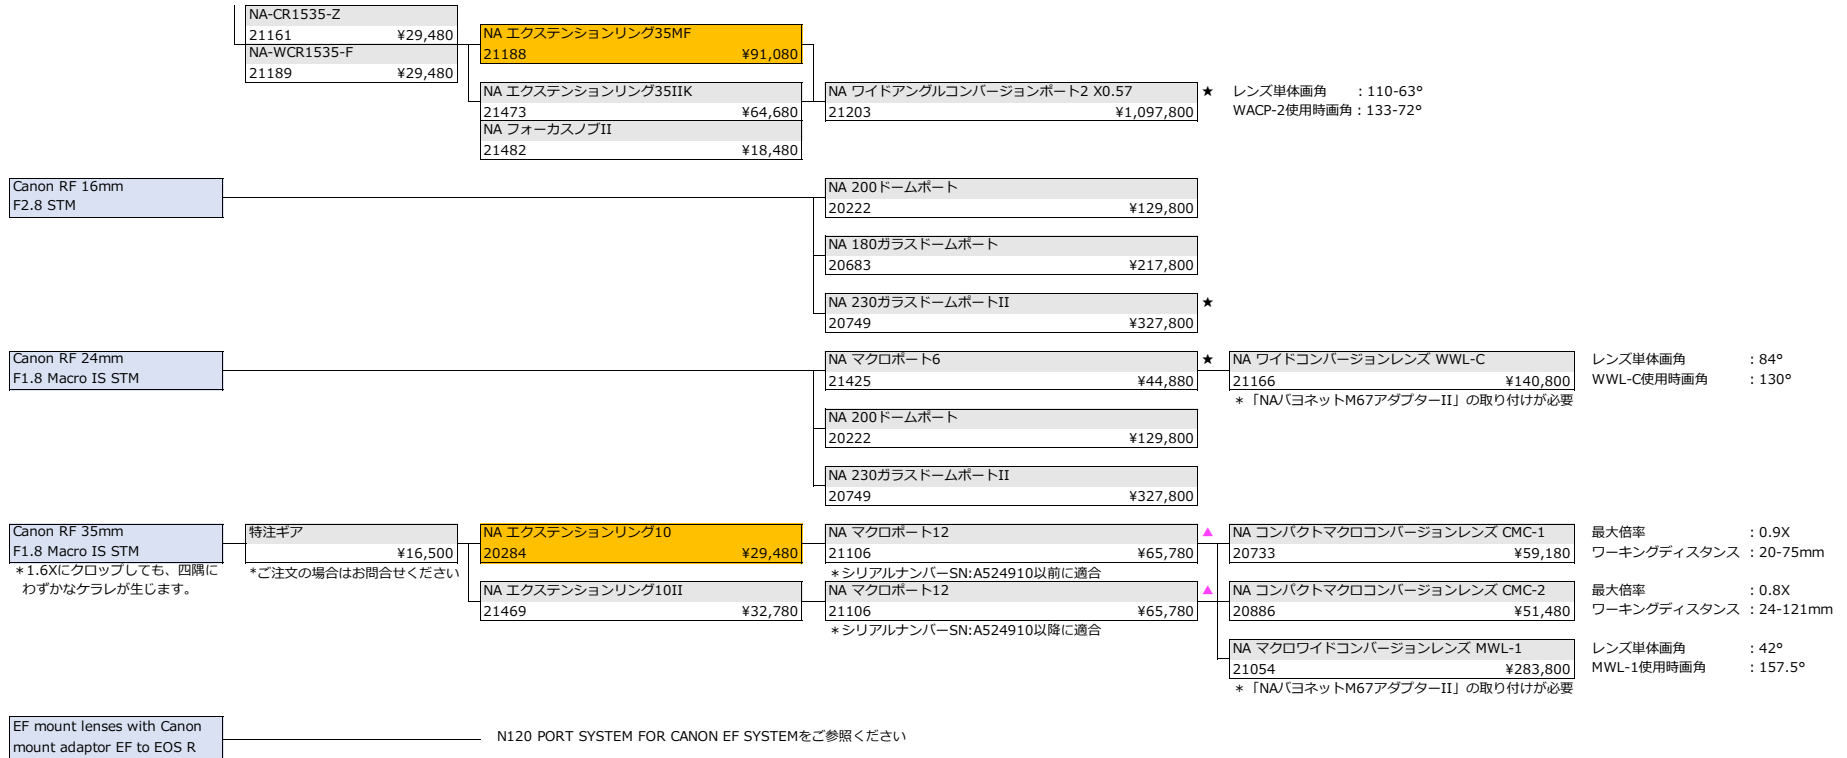 NA-CR1535-Z
21161 ¥29,480
NA-WCR1535-F
21189 ¥29,480
NA エクステンションリング35MF
21188 ¥91,080
NA エクステンションリング35IIK
21473 ¥64,680
NA フォーカスノブII
21482 ¥18,480
NA ワイドアングルコンバージョンポート2 X0.57 ★
21203 ¥1,097,800
レンズ単体画角 : 110-63°
WACP-2使用時画角 : 133-72°
Canon RF 16mm
F2.8 STM
NA 200ドームポート
20222 ¥129,800
NA 180ガラスドームポート
20683 ¥217,800
NA 230ガラスドームポートII ★
20749 ¥327,800
Canon RF 24mm
F1.8 Macro IS STM
NA マクロポート6 ★
21425 ¥44,880
NA ワイドコンバージョンレンズ WWL-C
21166 ¥140,800
＊「NAバヨネットM67アダプターII」の取り付けが必要
レンズ単体画角 : 84°
WWL-C使用時画角 : 130°
NA 200ドームポート
20222 ¥129,800
NA 230ガラスドームポートII
20749 ¥327,800
Canon RF 35mm
F1.8 Macro IS STM
＊1.6Xにクロップしても、四隅に
わずかなケラレが生じます。
特注ギア
¥16,500
*ご注文の場合はお問合せください
NA エクステンションリング10
20284 ¥29,480
NA エクステンションリング10II
21469 ¥32,780
NA マクロポート12 ▲
21106 ¥65,780
＊シリアルナンバーSN:A524910以前に適合
NA マクロポート12 ▲
21106 ¥65,780
＊シリアルナンバーSN:A524910以降に適合
NA コンパクトマクロコンバージョンレンズ CMC-1
20733 ¥59,180
最大倍率 : 0.9X
ワーキングディスタンス : 20-75mm
NA コンパクトマクロコンバージョンレンズ CMC-2
20886 ¥51,480
最大倍率 : 0.8X
ワーキングディスタンス : 24-121mm
NA マクロワイドコンバージョンレンズ MWL-1
21054 ¥283,800
＊「NAバヨネットM67アダプターII」の取り付けが必要
レンズ単体画角 : 42°
MWL-1使用時画角 : 157.5°
EF mount lenses with Canon
mount adaptor EF to EOS R
N120 PORT SYSTEM FOR CANON EF SYSTEMをご参照ください